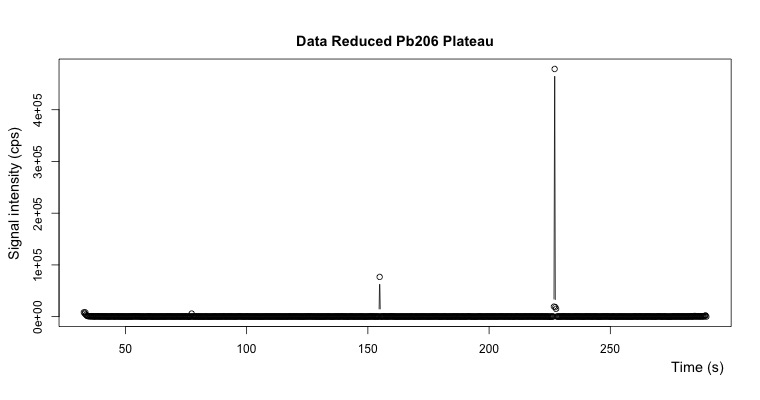 Data Reduced Pb206 Plateau
Signal intensity (cps)
4e+05
3e+05
2e+05
1e+05
0e+00
50 100 150 200 250
Time (s)